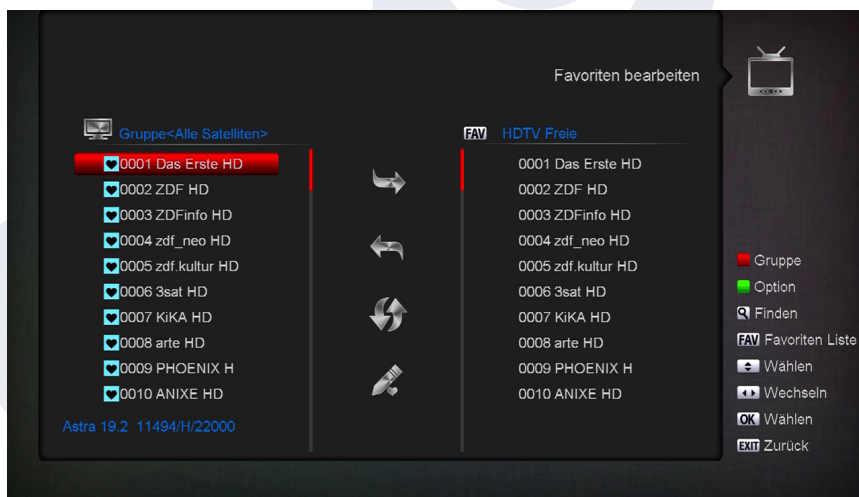 Favoriten bearbeiten
Gruppe<Alle Satelliten>
0001 Das Erste HD
0002 ZDF HD
0003 ZDFinfo HD
0004 zdf_neo HD
0005 zdf.kultur HD
0006 3sat HD
0007 KiKA HD
0008 arte HD
0009 PHOENIX H
0010 ANIXE HD
Astra 19.2 11494/H/22000
FAV HDTV Freie
0001 Das Erste HD
0002 ZDF HD
0003 ZDFinfo HD
0004 zdf_neo HD
0005 zdf.kultur HD
0006 3sat HD
0007 KiKA HD
0008 arte HD
0009 PHOENIX H
0010 ANIXE HD
Gruppe
Option
Finden
FAV Favoriten Liste
Wählen
Wechseln
OK Wählen
EXIT Zurück